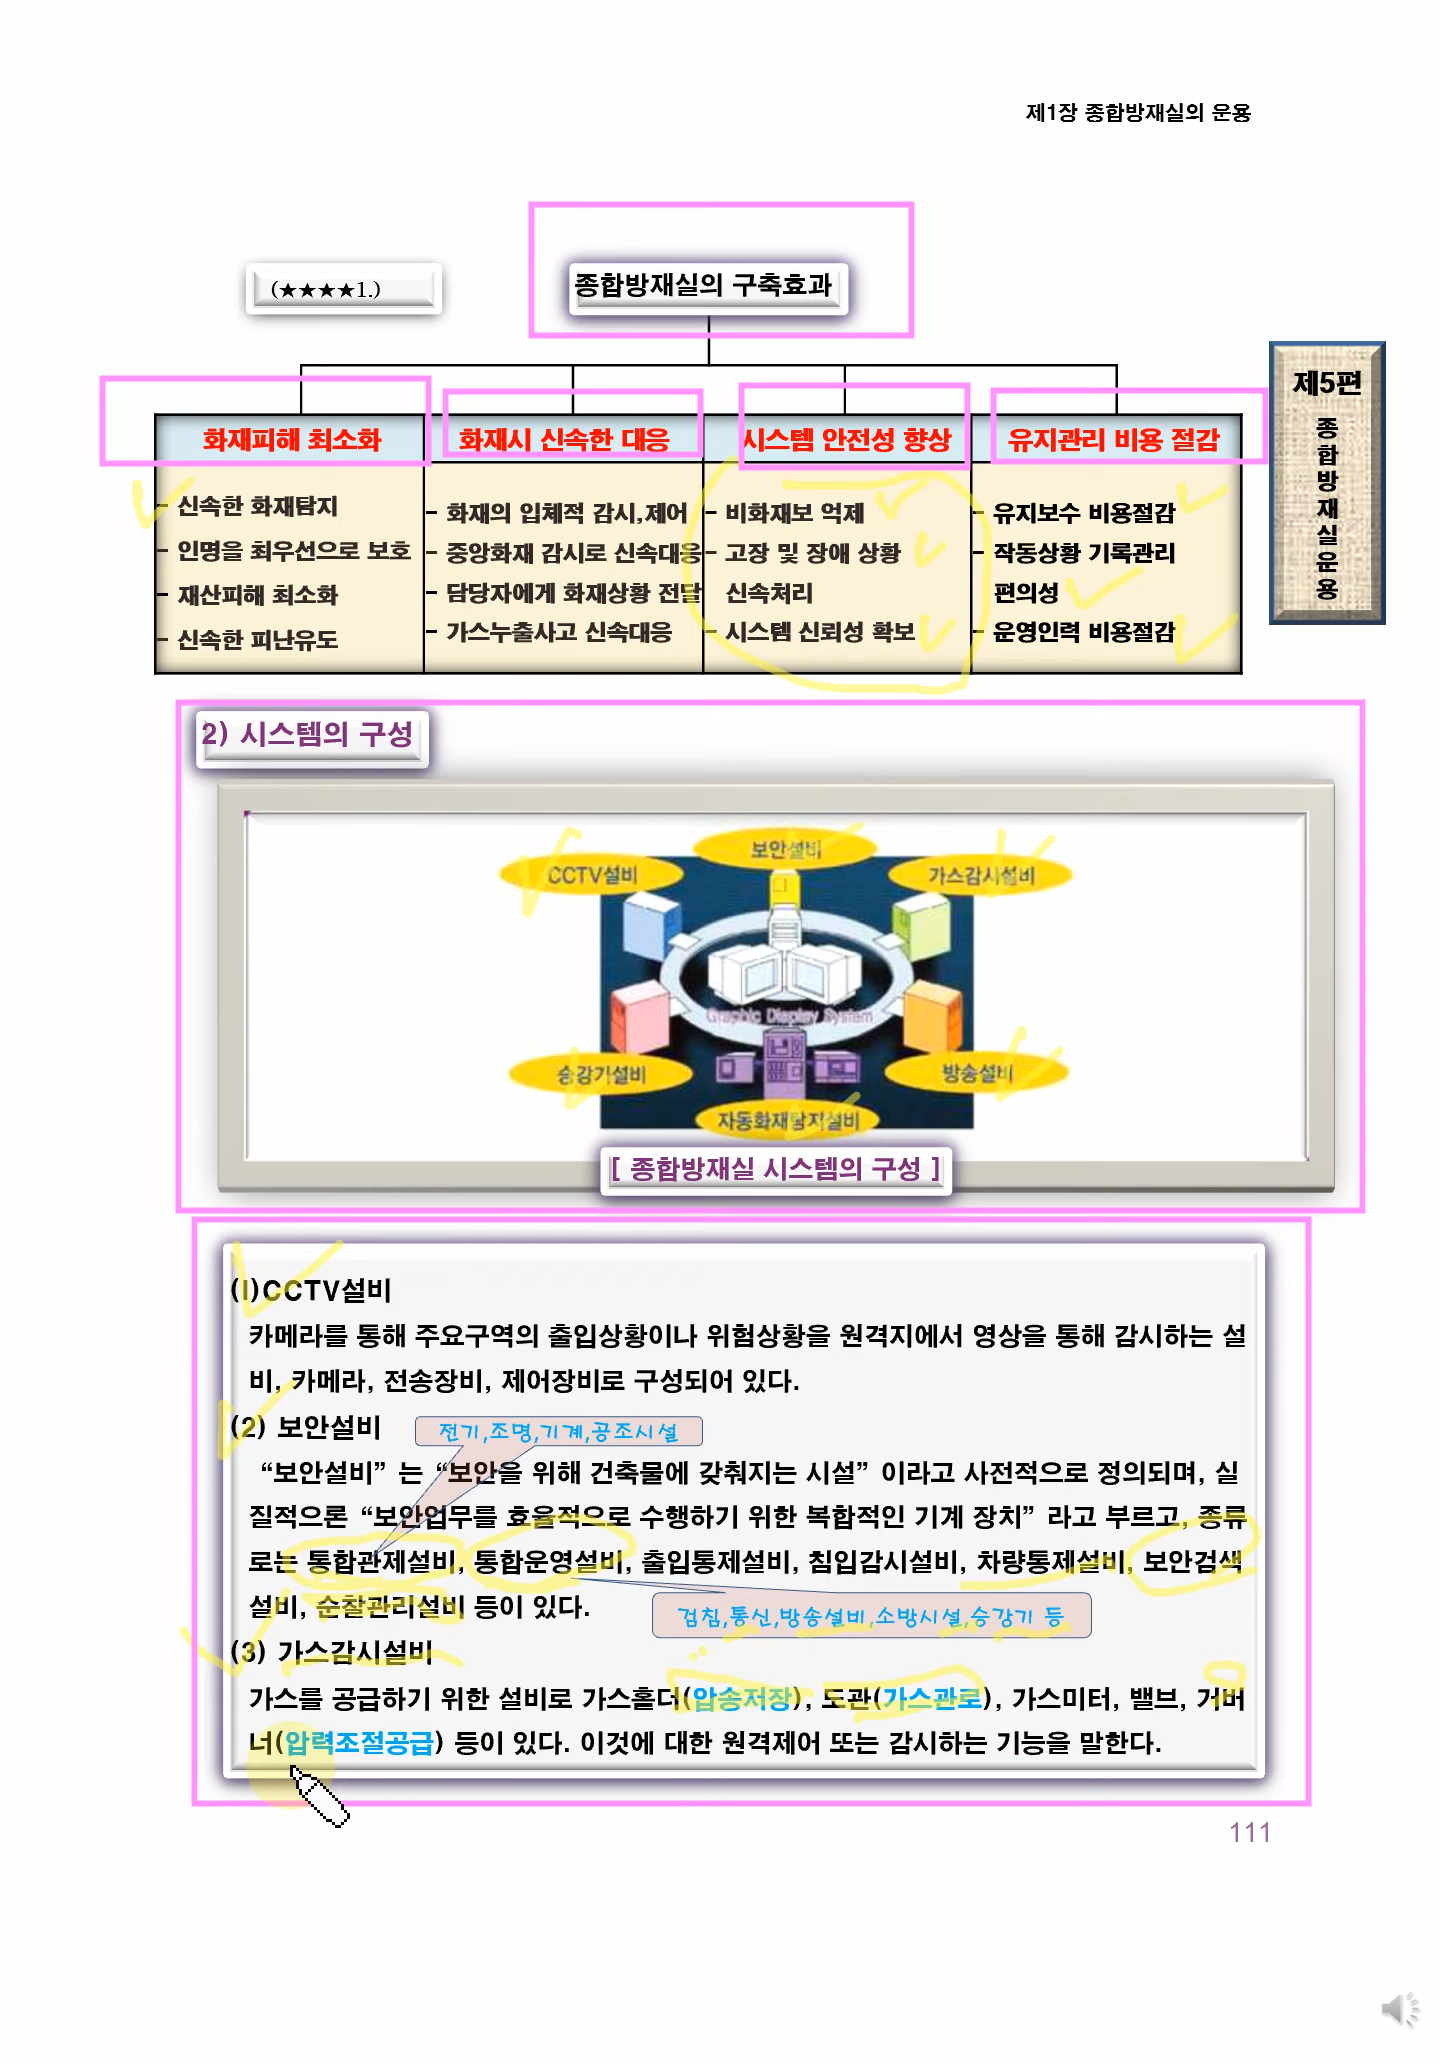 제1장 종합방재실의 운용
(★★★★1.)
종합방재실의 구축효과
제5편
종합방재실운용
화재피해 최소화
- 신속한 화재탐지
- 인명을 최우선으로 보호
- 재산피해 최소화
- 신속한 피난유도
화재시 신속한 대응
- 화재의 입체적 감시,제어
- 중앙화재 감시로 신속대응
- 담당자에게 화재상황 전달
- 가스누출사고 신속대응
시스템 안전성 향상
- 비화재보 억제
- 고장 및 장애 상황
신속처리
- 시스템 신뢰성 확보
유지관리 비용 절감
- 유지보수 비용절감
- 작동상황 기록관리
편의성
- 운영인력 비용절감
2) 시스템의 구성
보안설비
CCTV설비
가스감시설비
Graphic Display System
승강기설비
방송설비
자동화재탐지설비
[ 종합방재실 시스템의 구성 ]
(1)CCTV설비
카메라를 통해 주요구역의 출입상황이나 위험상황을 원격지에서 영상을 통해 감시하는 설
비, 카메라, 전송장비, 제어장비로 구성되어 있다.
(2) 보안설비
전기,조명,기계,공조시설
“보안설비” 는 “보안을 위해 건축물에 갖춰지는 시설” 이라고 사전적으로 정의되며, 실
질적으론 “보안업무를 효율적으로 수행하기 위한 복합적인 기계 장치” 라고 부르고, 종류
로는 통합관제설비, 통합운영설비, 출입통제설비, 침입감시설비, 차량통제설비, 보안검색
설비, 순찰관리설비 등이 있다.
검침,통신,방송설비,소방시설,승강기 등
(3) 가스감시설비
가스를 공급하기 위한 설비로 가스홀더(압송저장), 도관(가스관로), 가스미터, 밸브, 거버
너(압력조절공급) 등이 있다. 이것에 대한 원격제어 또는 감시하는 기능을 말한다.
111